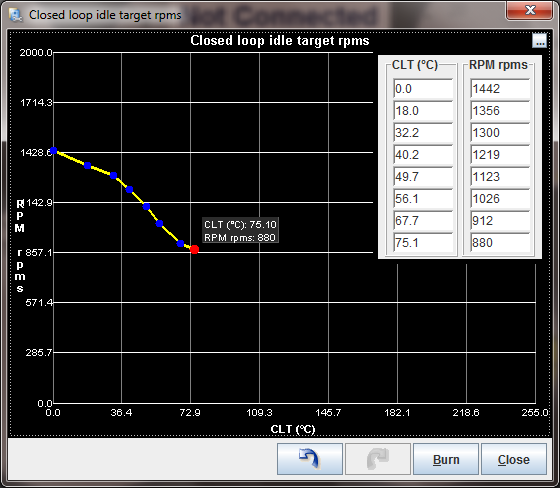 Not Connected
Closed loop idle target rpms
Closed loop idle target rpms
...
2000.0
1714.3
1428.6
1142.9
857.1
571.4
285.7
0.0
RPM rpms
0.0 36.4 72.9 109.3 145.7 182.1 218.6 255.0
CLT (°C)
CLT (°C): 75.10
RPM rpms: 880
CLT (°C) RPM rpms
0.0 1442
18.0 1356
32.2 1300
40.2 1219
49.7 1123
56.1 1026
67.7 912
75.1 880
Burn Close